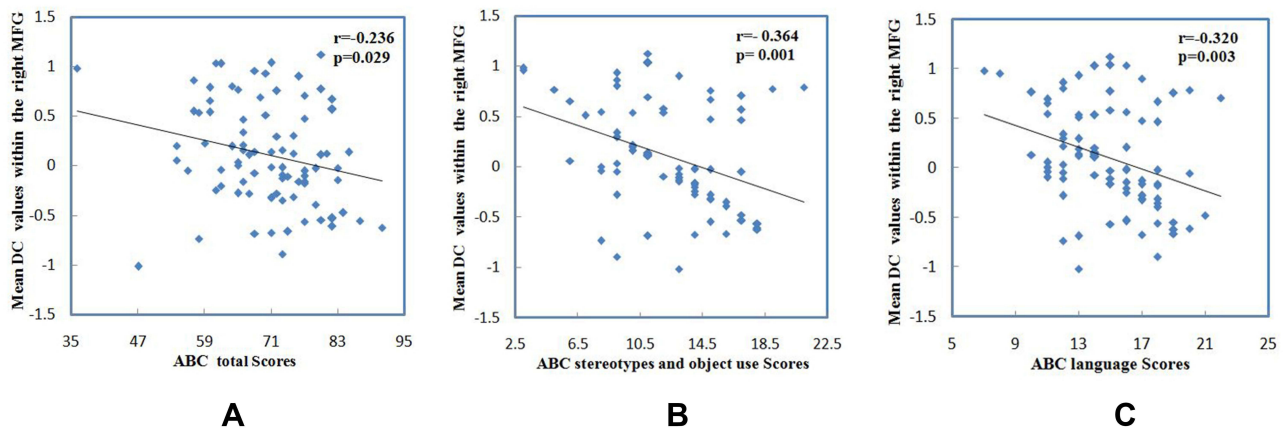 Mean DC values within the right MFG
1.5
1
0.5
0
-0.5
-1
-1.5
r=-0.236
p=0.029
35 47 59 71 83 95
ABC total Scores
A
Mean DC values within the right MFG
1.5
1
0.5
0
-0.5
-1
-1.5
r=- 0.364
p= 0.001
2.5 6.5 10.5 14.5 18.5 22.5
ABC stereotypes and object use Scores
B
Mean DC values within the right MFG
1.5
1
0.5
0
-0.5
-1
-1.5
r=-0.320
p=0.003
5 9 13 17 21 25
ABC language Scores
C